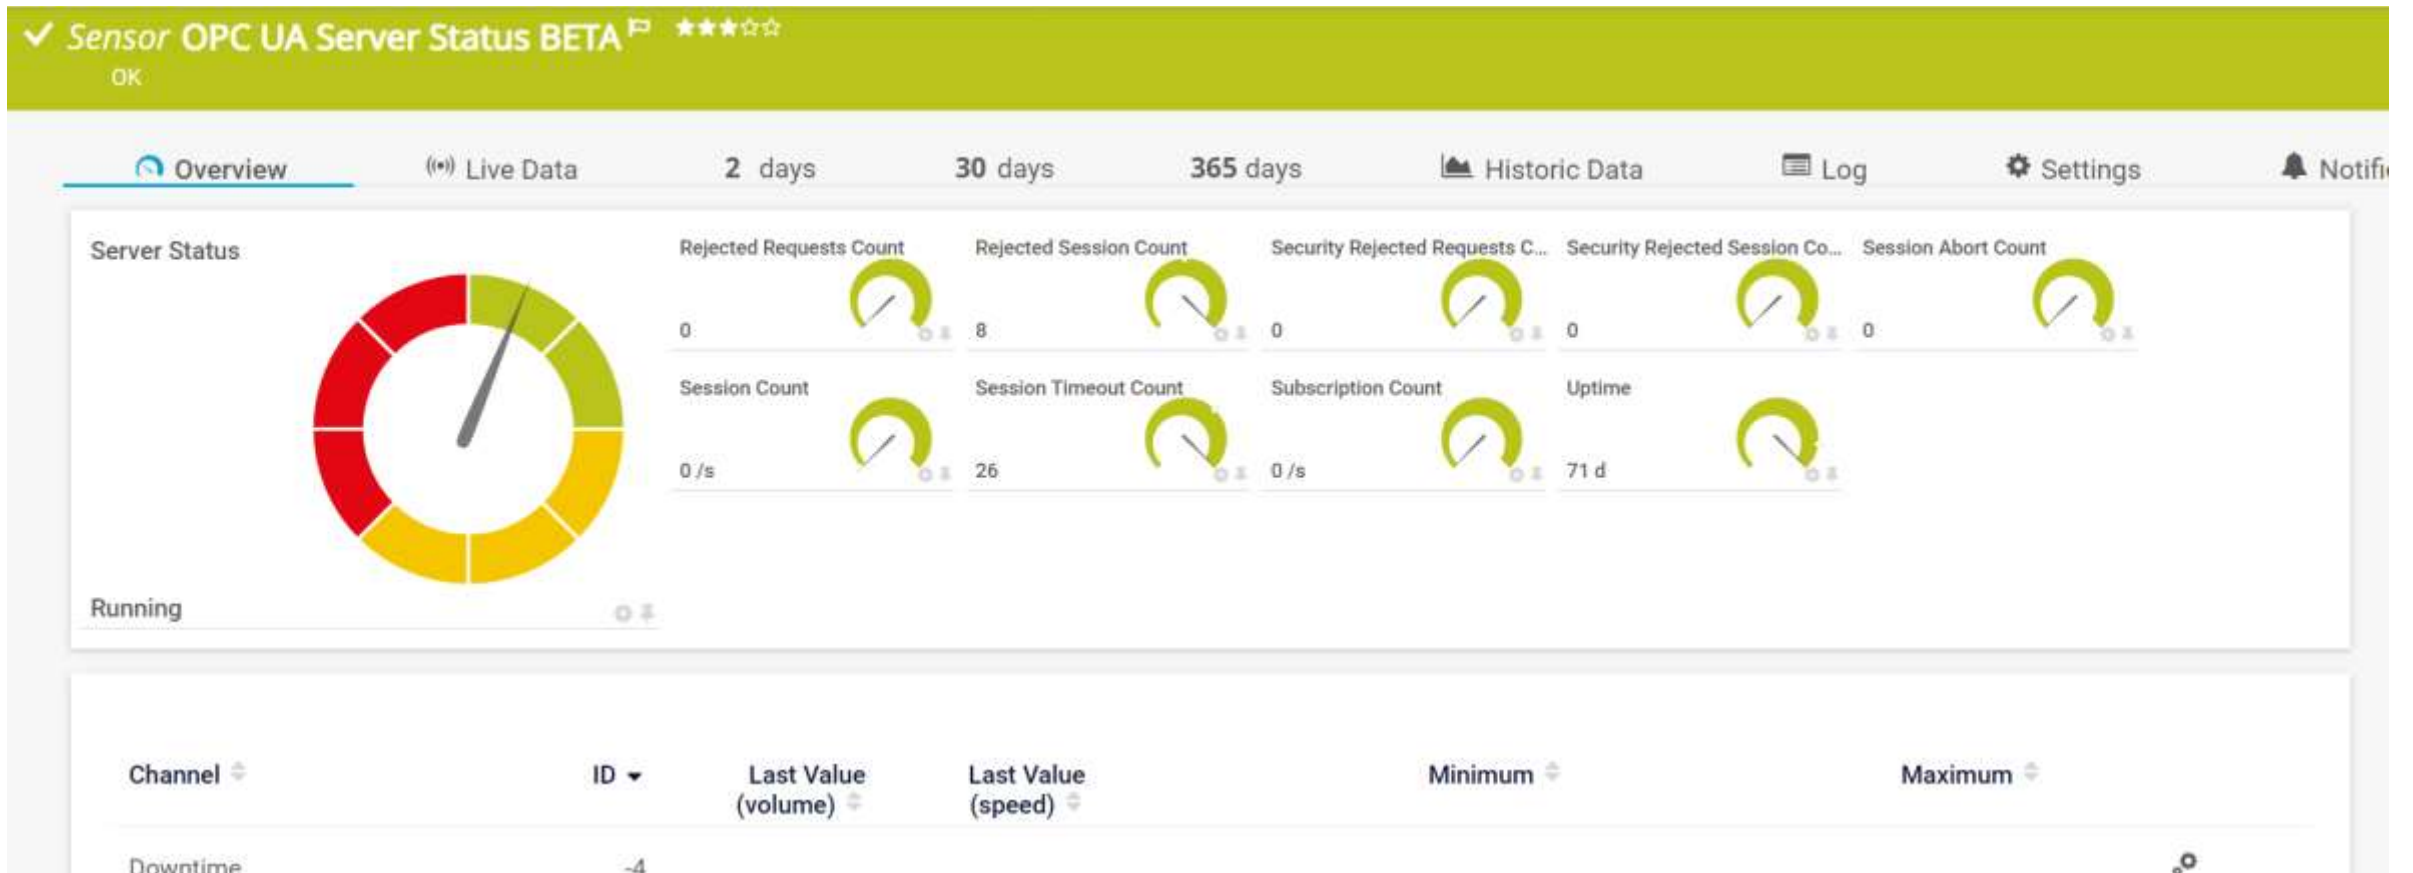 Sensor OPC UA Server Status BETA
OK
Overview
Live Data
2 days
30 days
365 days
Historic Data
Log
Settings
Notifi
Server Status
Running
Rejected Requests Count
0
Rejected Session Count
8
Security Rejected Requests C...
0
Security Rejected Session Co...
0
Session Abort Count
0
Session Count
0 /s
Session Timeout Count
26
Subscription Count
0 /s
Uptime
71 d
Channel
ID
Last Value
(volume)
Last Value
(speed)
Minimum
Maximum
Downtime
-4